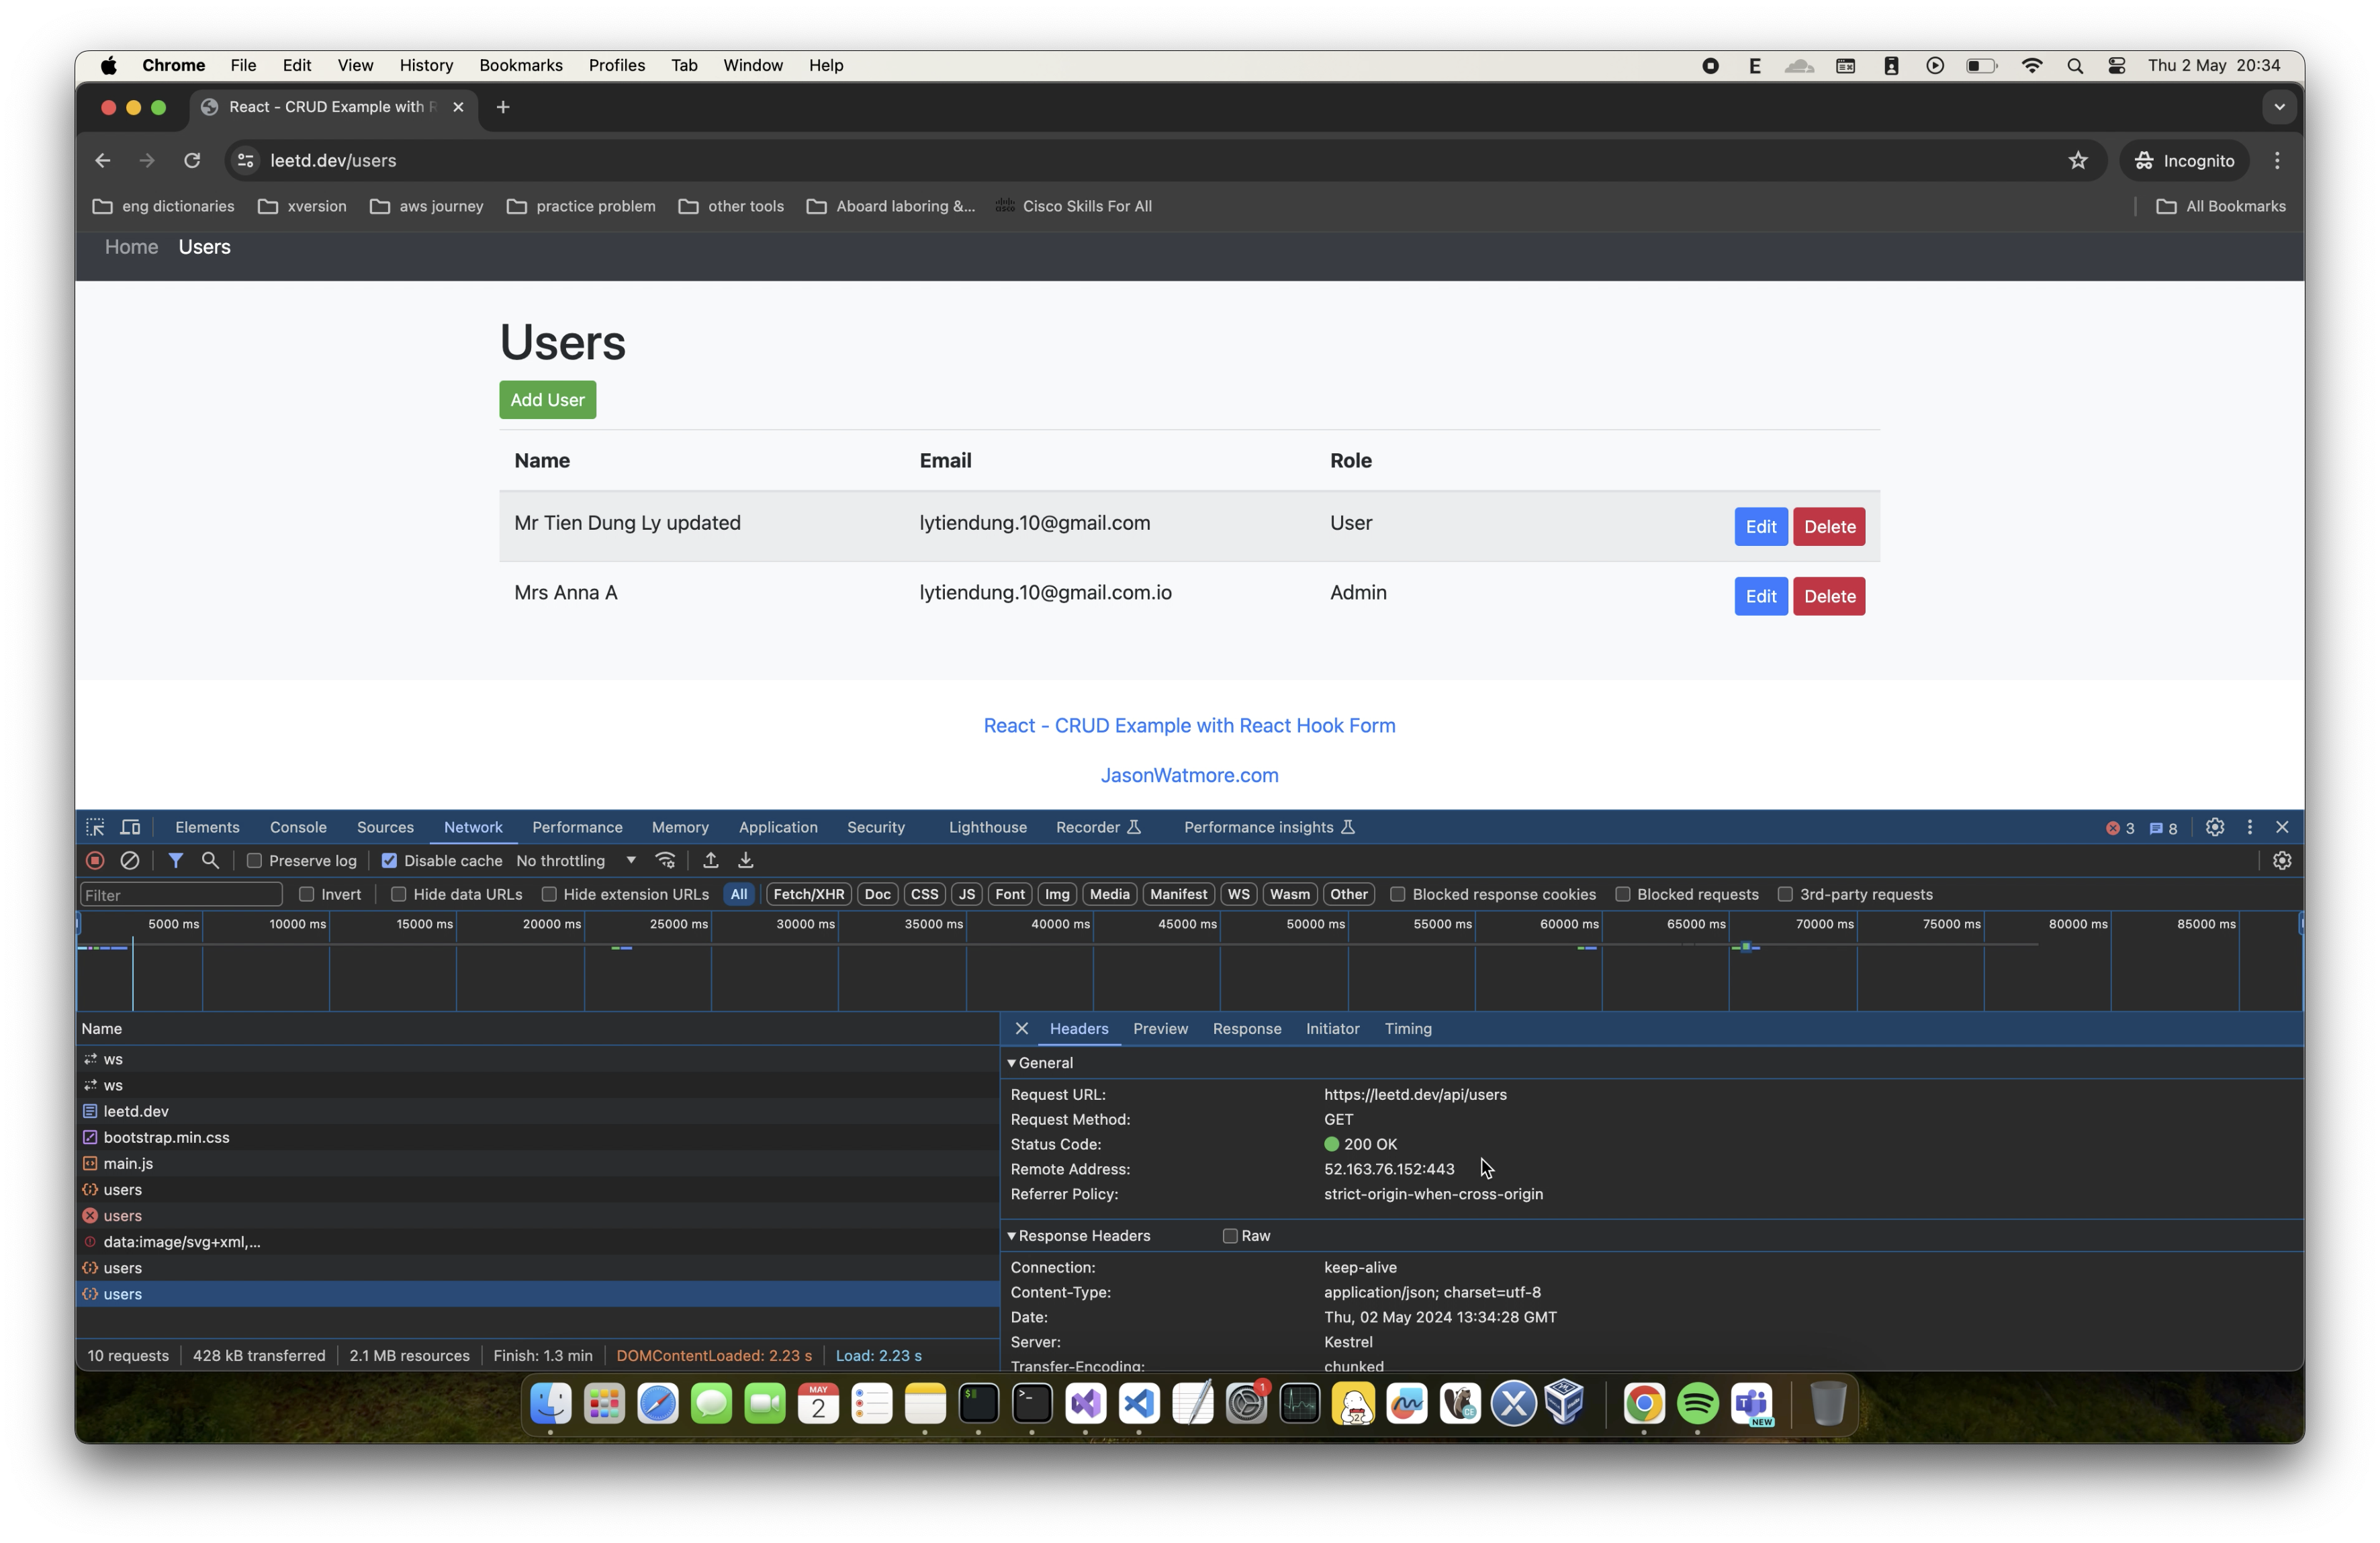 Chrome File Edit View History Bookmarks Profiles Tab Window Help E Thu 2 May 20:34
React - CRUD Example with R
leetd.dev/users Incognito
eng dictionaries xversion aws journey practice problem other tools Aboard laboring &... Cisco Skills For All All Bookmarks
Home Users
Users
Add User
Name Email Role
Mr Tien Dung Ly updated lytiendung.10@gmail.com User Edit Delete
Mrs Anna A lytiendung.10@gmail.com.io Admin Edit Delete
React - CRUD Example with React Hook Form
JasonWatmore.com
Elements Console Sources Network Performance Memory Application Security Lighthouse Recorder Performance insights 3 8
Preserve log Disable cache No throttling
Filter Invert Hide data URLs Hide extension URLs All Fetch/XHR Doc CSS JS Font Img Media Manifest WS Wasm Other Blocked response cookies Blocked requests 3rd-party requests
5000 ms 10000 ms 15000 ms 20000 ms 25000 ms 30000 ms 35000 ms 40000 ms 45000 ms 50000 ms 55000 ms 60000 ms 65000 ms 70000 ms 75000 ms 80000 ms 85000 ms
Name
ws
ws
leetd.dev
bootstrap.min.css
main.js
users
users
data:image/svg+xml,...
users
users
10 requests 428 kB transferred 2.1 MB resources Finish: 1.3 min DOMContentLoaded: 2.23 s Load: 2.23 s
Headers Preview Response Initiator Timing
General
Request URL: https://leetd.dev/api/users
Request Method: GET
Status Code: 200 OK
Remote Address: 52.163.76.152:443
Referrer Policy: strict-origin-when-cross-origin
Response Headers Raw
Connection: keep-alive
Content-Type: application/json; charset=utf-8
Date: Thu, 02 May 2024 13:34:28 GMT
Server: Kestrel
Transfer-Encoding: chunked
MAY
2
1
NEW